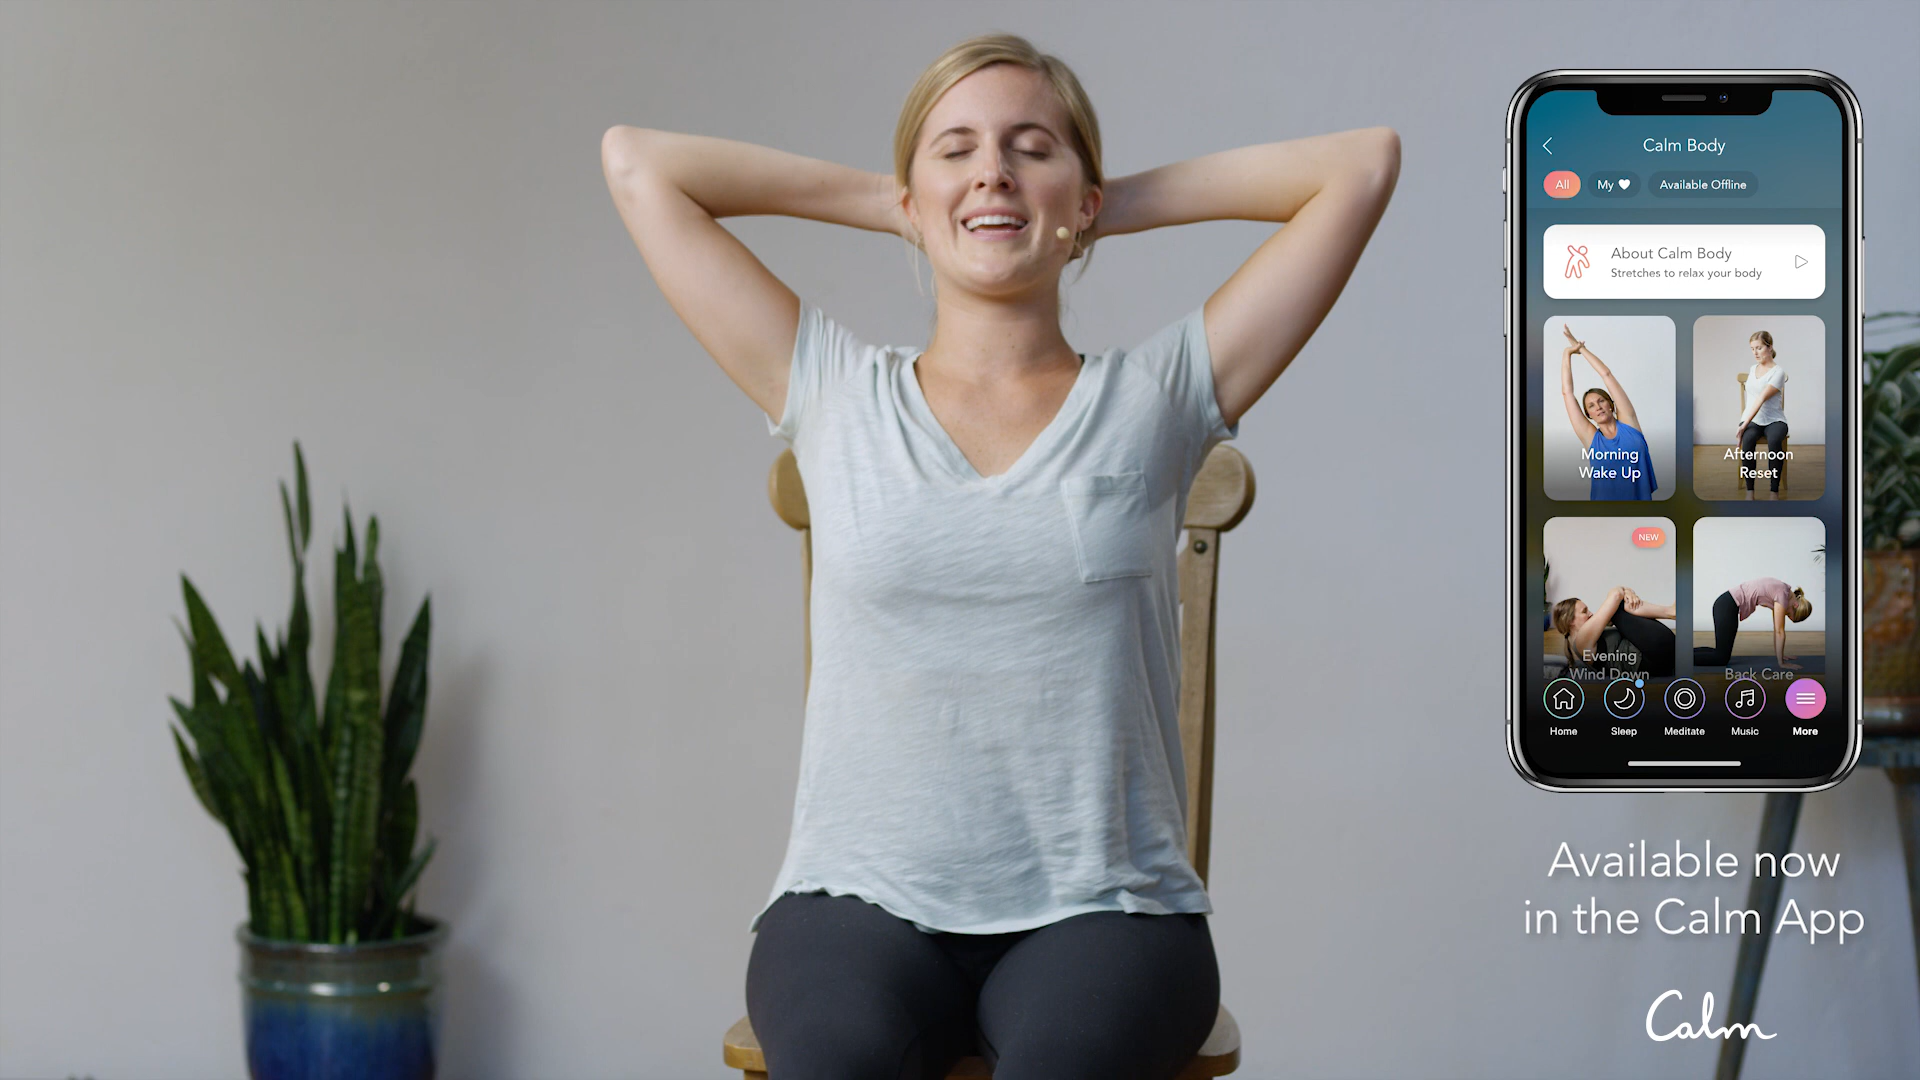 Calm Body
All
My
Available Offline
About Calm Body
Stretches to relax your body
Morning
Wake Up
Afternoon
Reset
NEW
Evening
Wind Down
Back Care
Home
Sleep
Meditate
Music
More
Available now
in the Calm App
Calm